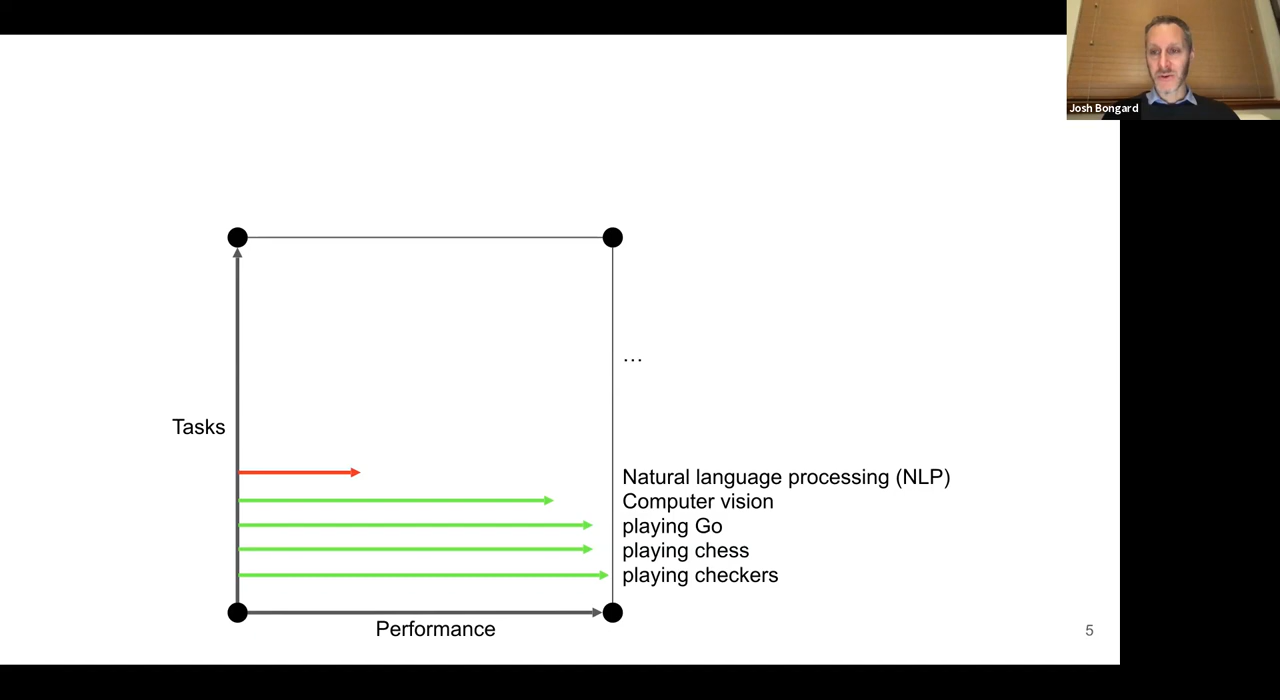 Josh Bongard
…
Tasks
Natural language processing (NLP)
Computer vision
playing Go
playing chess
playing checkers
Performance
5